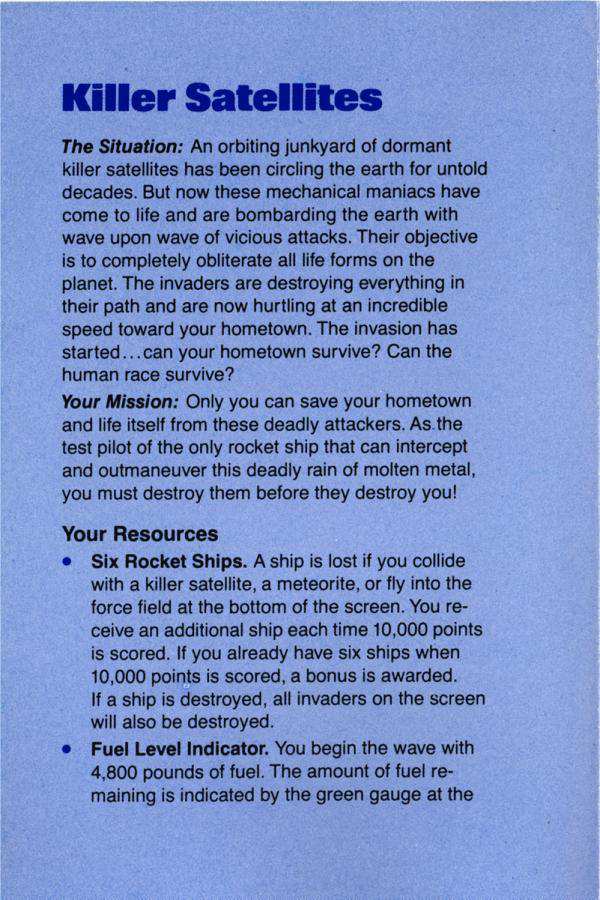 Killer Satellites
The Situation: An orbiting junkyard of dormant
killer satellites has been circling the earth for untold
decades. But now these mechanical maniacs have
come to life and are bombarding the earth with
wave upon wave of vicious attacks. Their objective
is to completely obliterate all life forms on the
planet. The invaders are destroying everything in
their path and are now hurtling at an incredible
speed toward your hometown. The invasion has
started...can your hometown survive? Can the
human race survive?
Your Mission: Only you can save your hometown
and life itself from these deadly attackers. As the
test pilot of the only rocket ship that can intercept
and outmaneuver this deadly rain of molten metal,
you must destroy them before they destroy you!
Your Resources
• Six Rocket Ships. A ship is lost if you collide
with a killer satellite, a meteorite, or fly into the
force field at the bottom of the screen. You re-
ceive an additional ship each time 10,000 points
is scored. If you already have six ships when
10,000 points is scored, a bonus is awarded.
If a ship is destroyed, all invaders on the screen
will also be destroyed.
• Fuel Level Indicator. You begin the wave with
4,800 pounds of fuel. The amount of fuel re-
maining is indicated by the green gauge at the